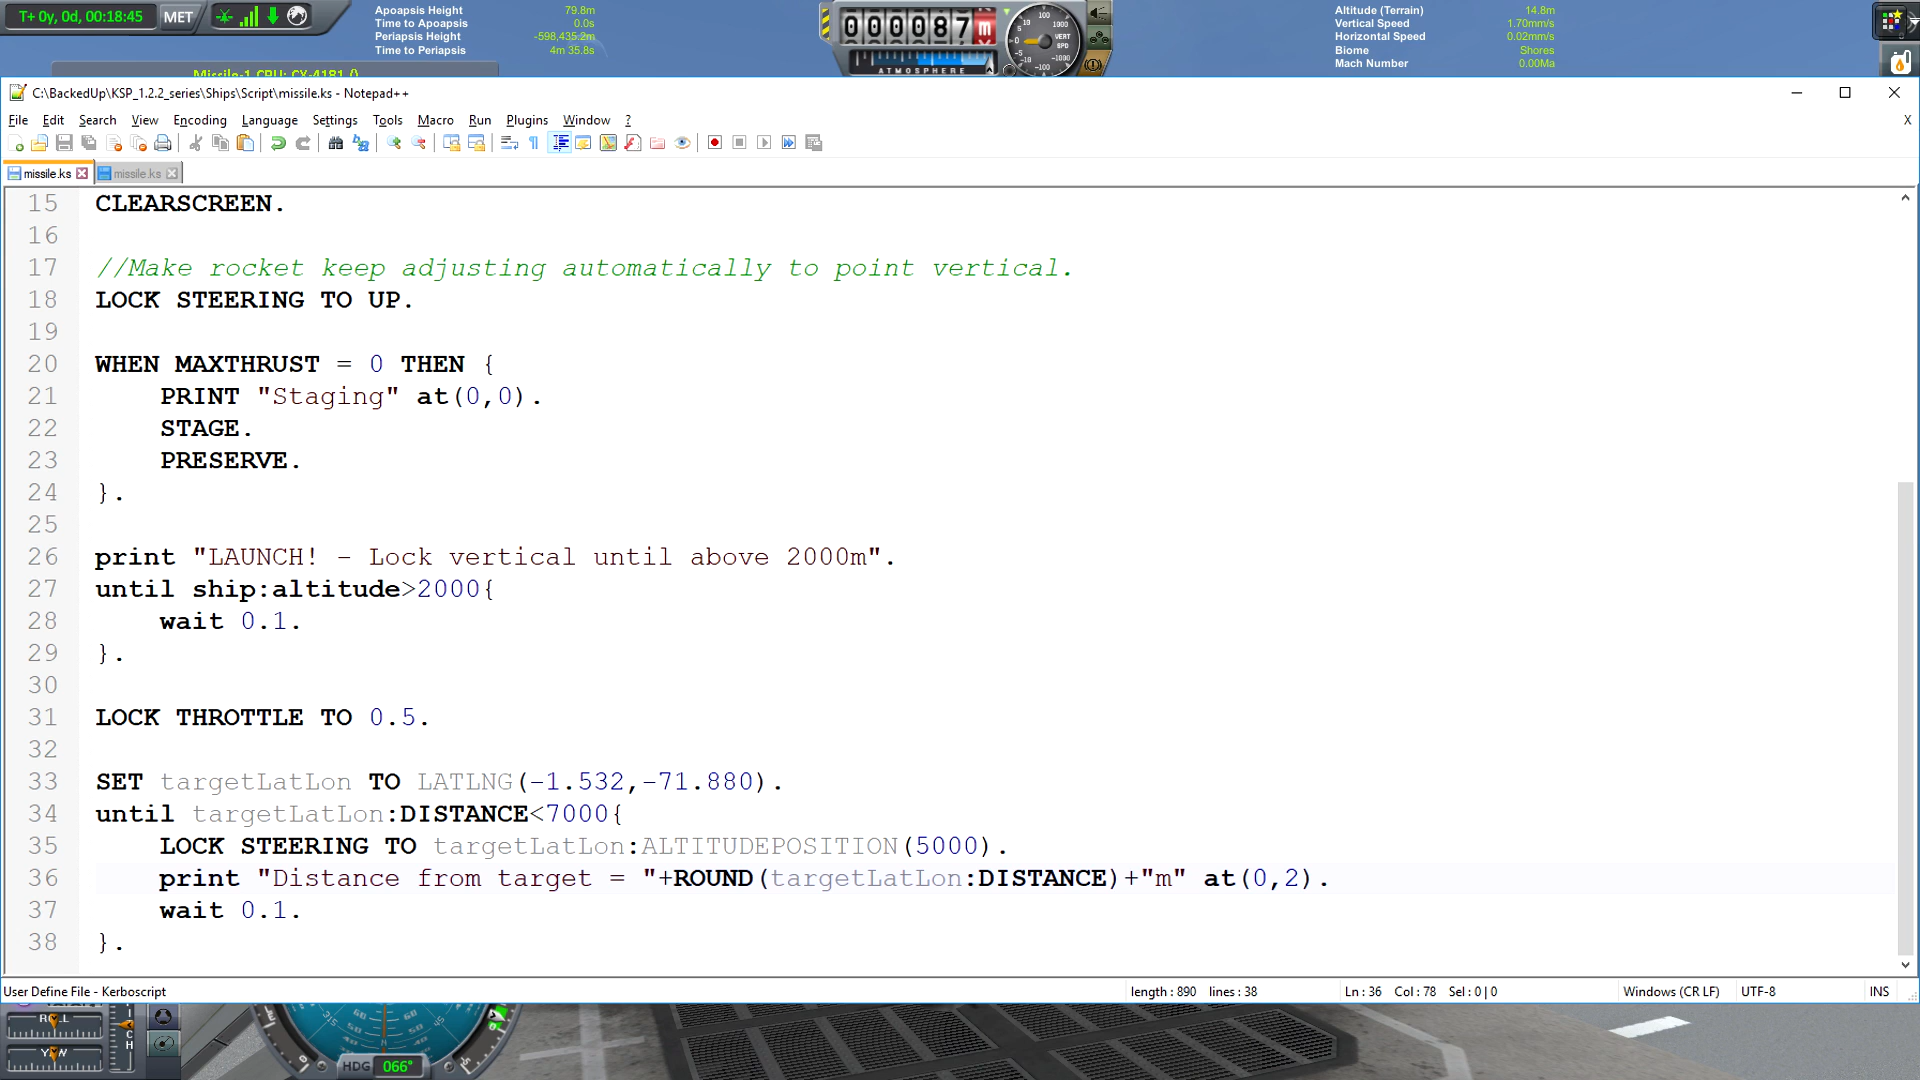 T+ 0y, 0d, 00:18:45 MET
Apoapsis Height 79.8m
Time to Apoapsis 0.0s
Periapsis Height -598,435.2m
Time to Periapsis 4m 35.8s
000087 m
ATMOSPHERE
VERT SPD
Altitude (Terrain) 14.8m
Vertical Speed 1.70mm/s
Horizontal Speed 0.02mm/s
Biome Shores
Mach Number 0.00Ma
Missile-1 CPU: CX-4181 ()
C:\BackedUp\KSP_1.2.2_series\Ships\Script\missile.ks - Notepad++
File Edit Search View Encoding Language Settings Tools Macro Run Plugins Window ? X
missile.ks missile.ks
15 CLEARSCREEN.
16
17 //Make rocket keep adjusting automatically to point vertical.
18 LOCK STEERING TO UP.
19
20 WHEN MAXTHRUST = 0 THEN {
21 PRINT "Staging" at(0,0).
22 STAGE.
23 PRESERVE.
24 }.
25
26 print "LAUNCH! - Lock vertical until above 2000m".
27 until ship:altitude>2000{
28 wait 0.1.
29 }.
30
31 LOCK THROTTLE TO 0.5.
32
33 SET targetLatLon TO LATLNG(-1.532,-71.880).
34 until targetLatLon:DISTANCE<7000{
35 LOCK STEERING TO targetLatLon:ALTITUDEPOSITION(5000).
36 print "Distance from target = "+ROUND(targetLatLon:DISTANCE)+"m" at(0,2).
37 wait 0.1.
38 }.
User Define File - Kerboscript length : 890 lines : 38 Ln : 36 Col : 78 Sel : 0 | 0 Windows (CR LF) UTF-8 INS
HDG 066°